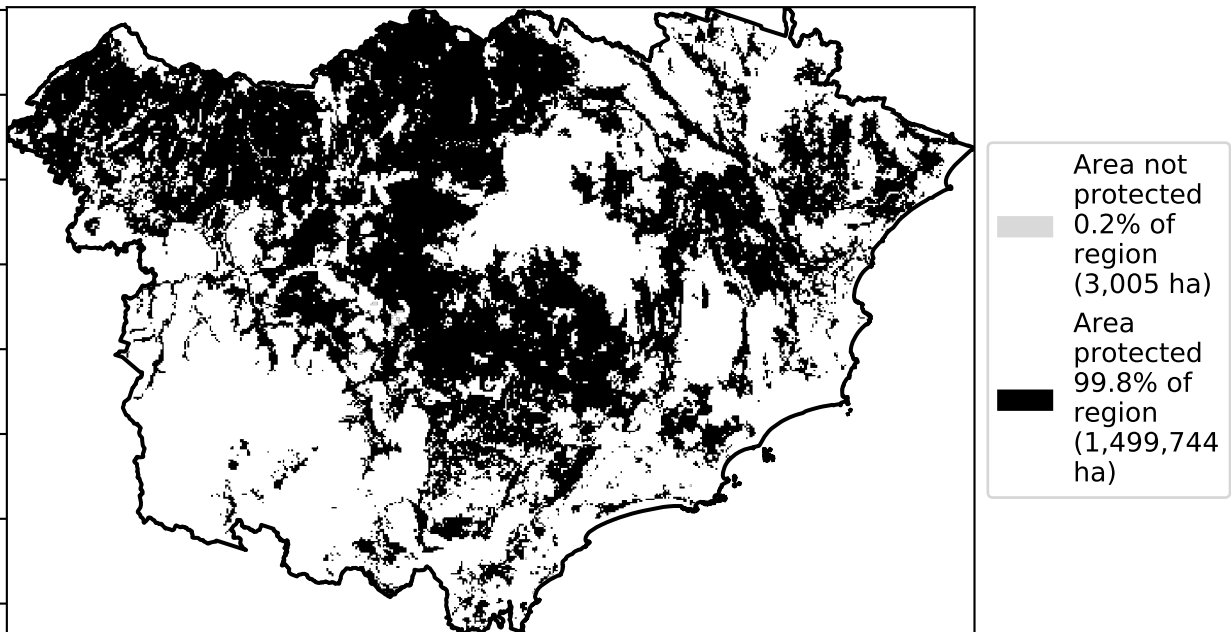 Area not
protected
0.2% of
region
(3,005 ha)
Area
protected
99.8% of
region
(1,499,744
ha)